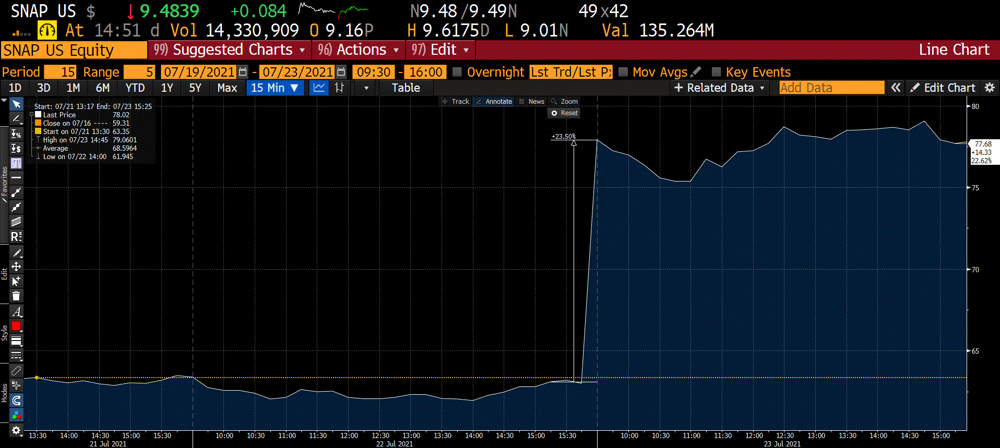 SNAP US $ ↓ 9.4839 +0.084 N9.48 /9.49N 49x42
At 14:51 d Vol 14,330,909 O 9.16P H 9.6175D L 9.01N Val 135.264M
SNAP US Equity 99) Suggested Charts 96) Actions 97) Edit Line Chart
Period 15 Range 5 07/19/2021 - 07/23/2021 09:30 - 16:00 Overnight Lst Trd/Lst Px Mov Avgs Key Events
1D 3D 1M 6M YTD 1Y 5Y Max 15 Min ▼ Table + Related Data Add Data « Edit Chart
Track Annotate News Zoom
Reset
Start: 07/21 13:17 End: 07/23 15:25
Last Price 78.02
Close on 07/16 ---- 59.31
Start on 07/21 13:30 63.35
High on 07/23 14:45 79.0601
Average 68.5964
Low on 07/22 14:00 61.945
Favorites
Edit
Style
Modes
% 
$
T
R
A
+23.50%
80
77.68
+14.33
22.62%
75
70
65
13:30 14:00 14:30 15:00 15:30 10:00 10:30 11:00 11:30 12:00 12:30 13:00 13:30 14:00 14:30 15:00 15:30 10:00 10:30 11:00 11:30 12:00 12:30 13:00 13:30 14:00 14:30 15:00
21 Jul 2021 22 Jul 2021 23 Jul 2021